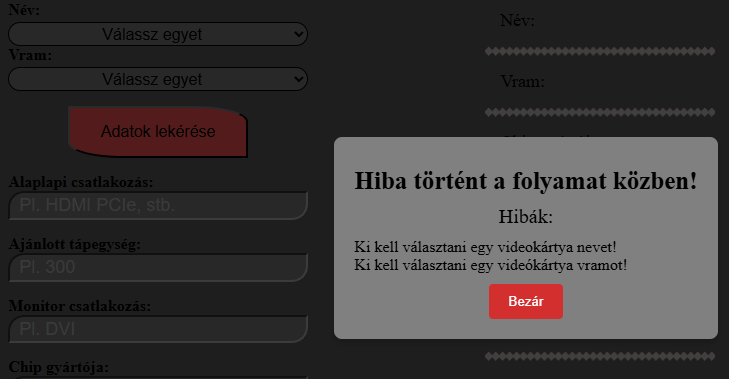 Név:
Válassz egyet
Vram:
Válassz egyet
Adatok lekérése
Alaplapi csatlakozás:
Pl. HDMI PCIe, stb.
Ajánlott tápegység:
Pl. 300
Monitor csatlakozás:
Pl. DVI
Chip gyártója:
Név:
Vram:
Hiba történt a folyamat közben!
Hibák:
Ki kell választani egy videokártya nevet!
Ki kell választani egy videókártya vramot!
Bezár